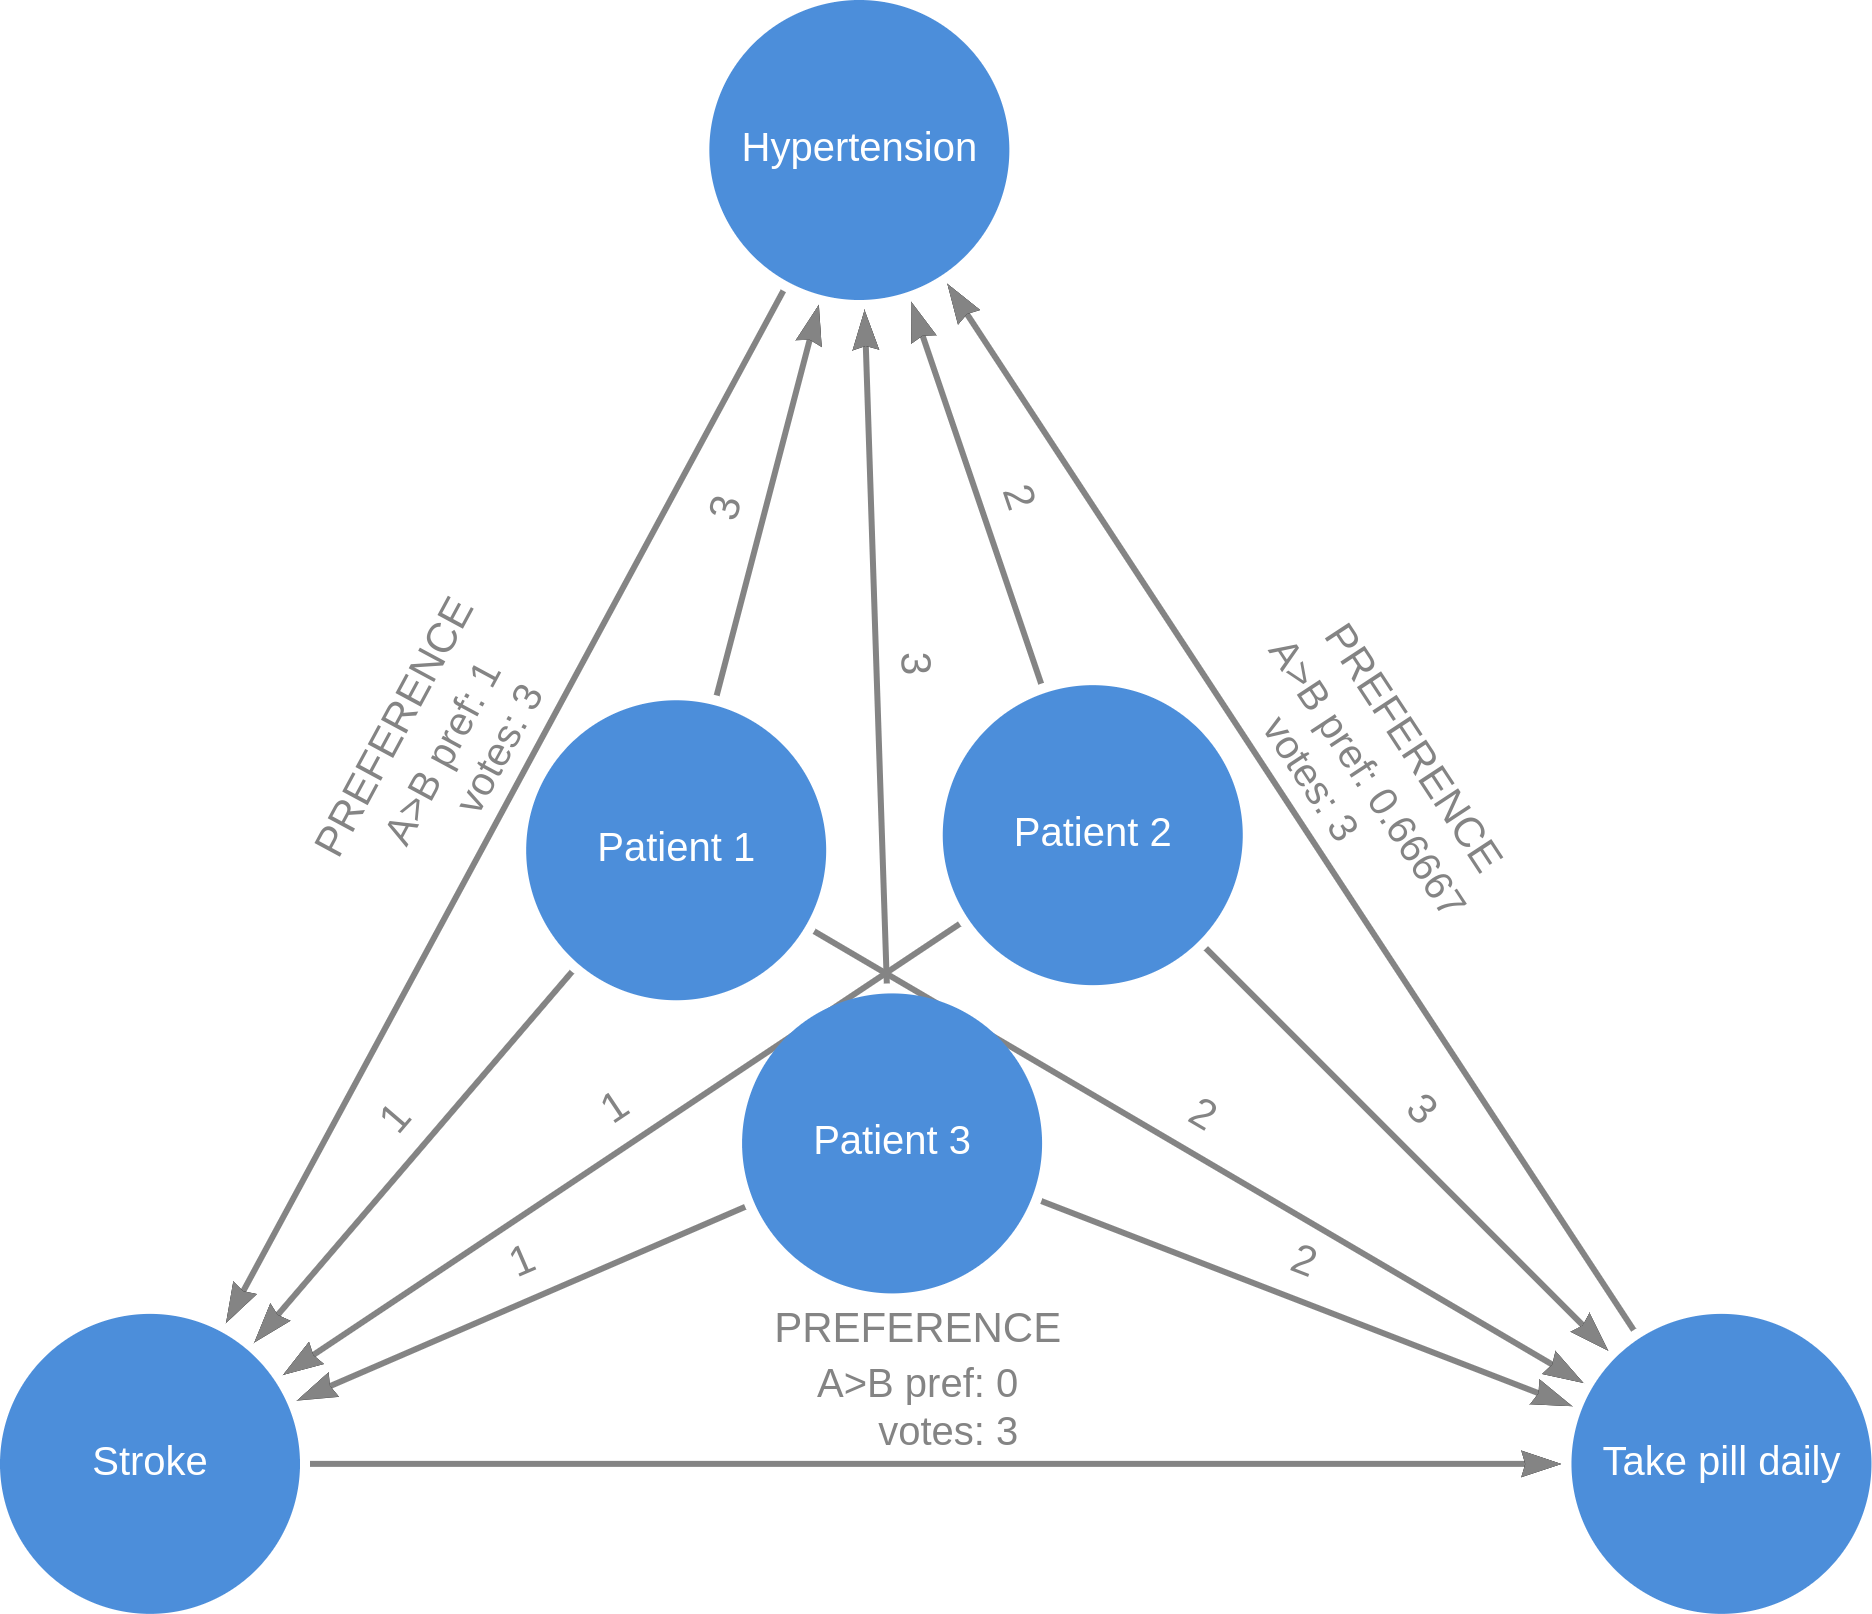 Hypertension
3
2
3
PREFERENCE
A>B pref: 1
votes: 3
PREFERENCE
A>B pref: 0.66667
votes: 3
Patient 1
Patient 2
1
1
2
3
Patient 3
1
2
PREFERENCE
A>B pref: 0
votes: 3
Stroke
Take pill daily